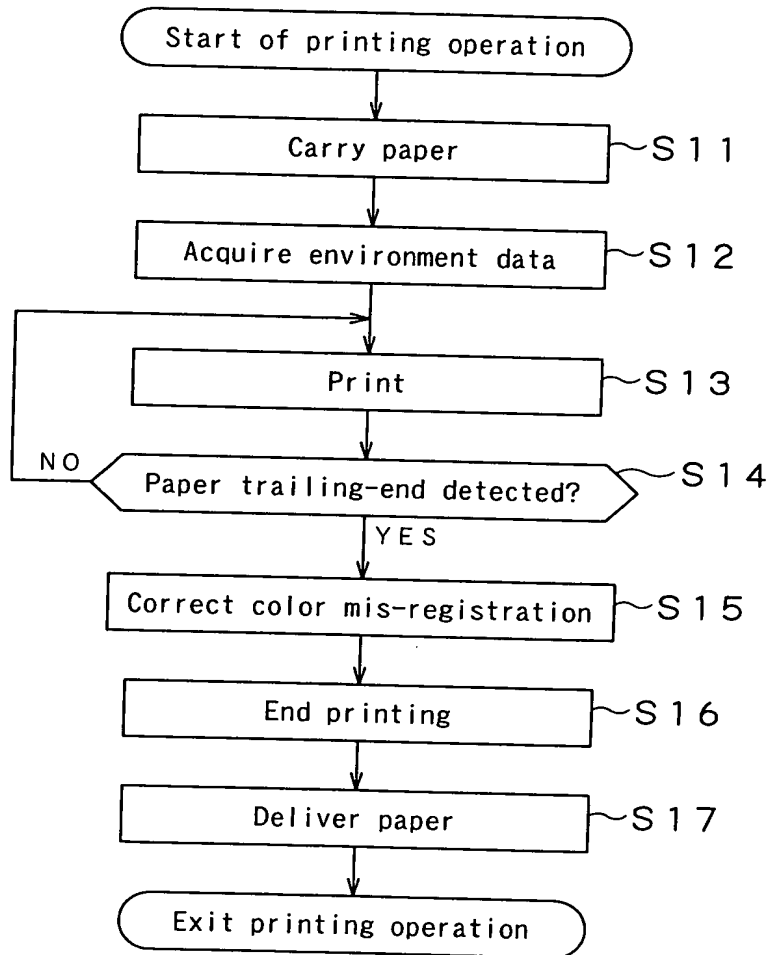 Start of printing operation
Carry paper
S11
Acquire environment data
S12
Print
S13
NO
Paper trailing-end detected?
S14
YES
Correct color mis-registration
S15
End printing
S16
Deliver paper
S17
Exit printing operation